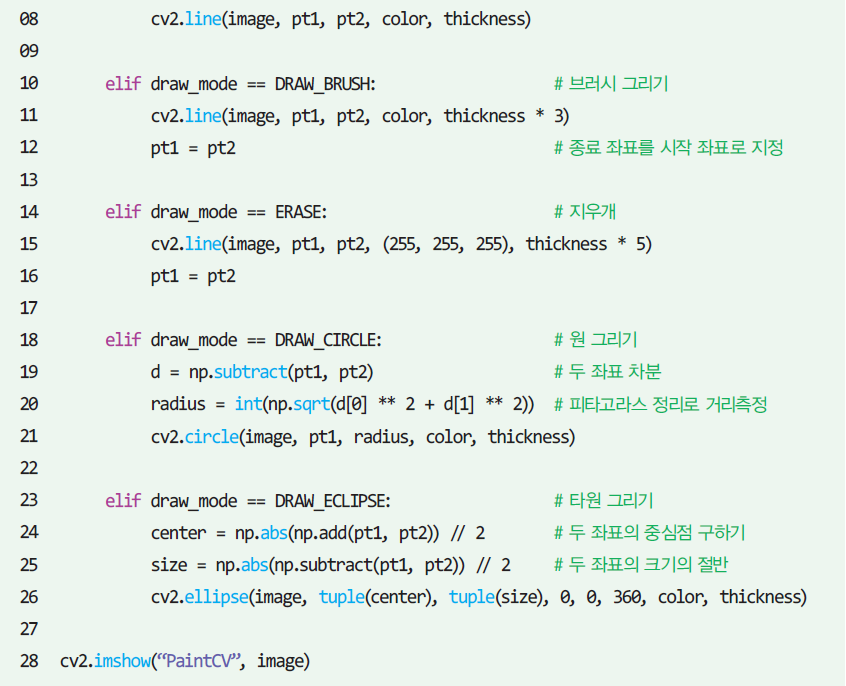 08 cv2.line(image, pt1, pt2, color, thickness)
09
10 elif draw_mode == DRAW_BRUSH: # 브러시 그리기
11 cv2.line(image, pt1, pt2, color, thickness * 3)
12 pt1 = pt2 # 종료 좌표를 시작 좌표로 지정
13
14 elif draw_mode == ERASE: # 지우개
15 cv2.line(image, pt1, pt2, (255, 255, 255), thickness * 5)
16 pt1 = pt2
17
18 elif draw_mode == DRAW_CIRCLE: # 원 그리기
19 d = np.subtract(pt1, pt2) # 두 좌표 차분
20 radius = int(np.sqrt(d[0] ** 2 + d[1] ** 2)) # 피타고라스 정리로 거리측정
21 cv2.circle(image, pt1, radius, color, thickness)
22
23 elif draw_mode == DRAW_ECLIPSE: # 타원 그리기
24 center = np.abs(np.add(pt1, pt2)) // 2 # 두 좌표의 중심점 구하기
25 size = np.abs(np.subtract(pt1, pt2)) // 2 # 두 좌표의 크기의 절반
26 cv2.ellipse(image, tuple(center), tuple(size), 0, 0, 360, color, thickness)
27
28 cv2.imshow(“PaintCV”, image)